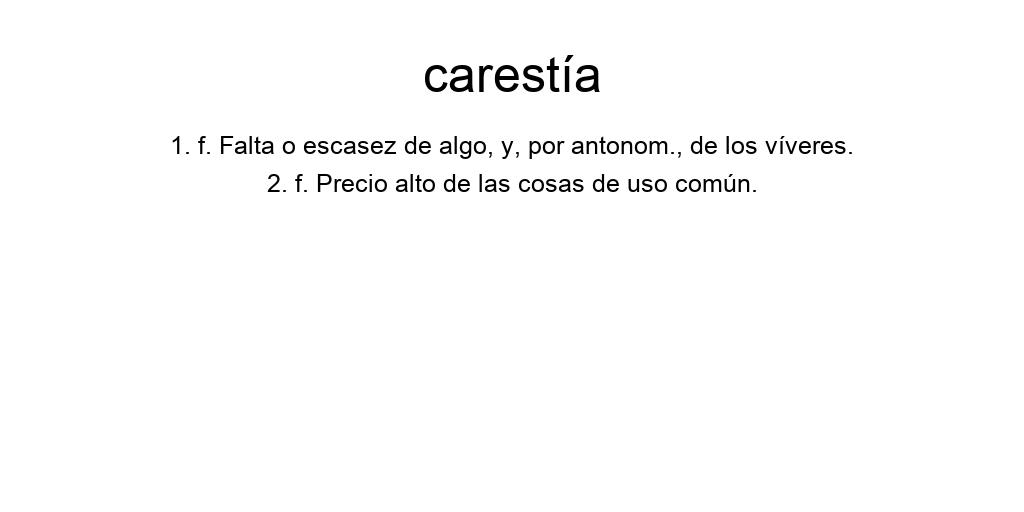 carestía
1. f. Falta o escasez de algo, y, por antonom., de los víveres.
2. f. Precio alto de las cosas de uso común.